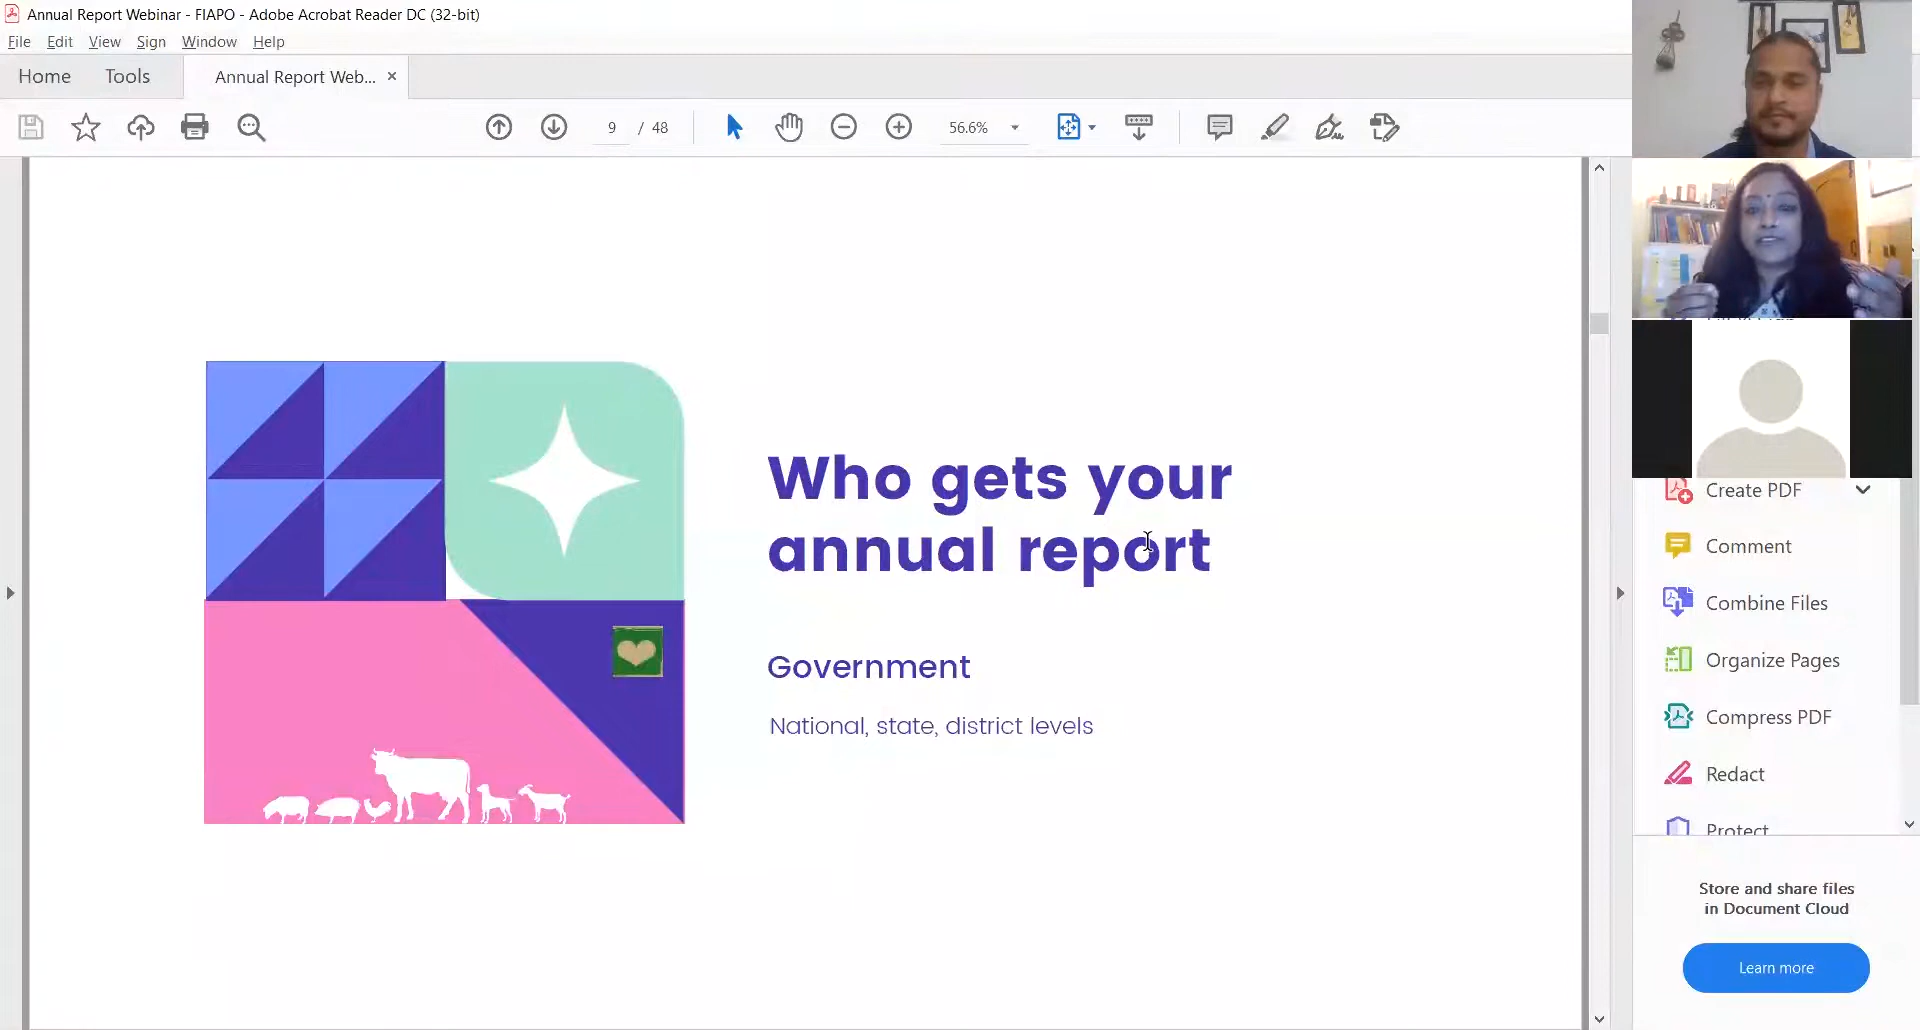 Annual Report Webinar - FIAPO - Adobe Acrobat Reader DC (32-bit)
File Edit View Sign Window Help
Home Tools Annual Report Web... ×
9 / 48 56.6%
Who gets your
annual report
Government
National, state, district levels
Create PDF
Comment
Combine Files
Organize Pages
Compress PDF
Redact
Protect
Store and share files
in Document Cloud
Learn more